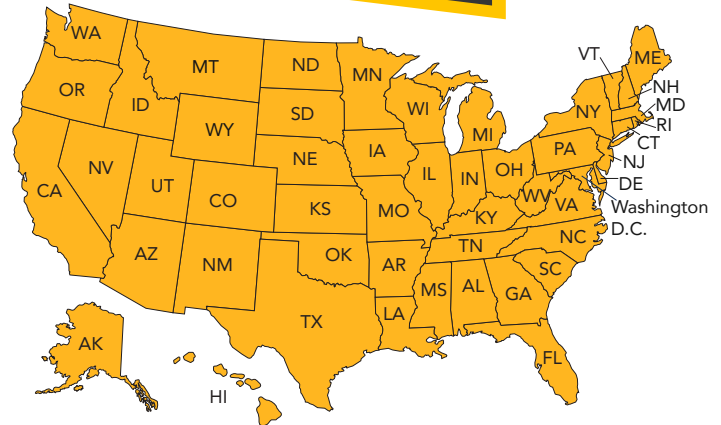 WA
MT
ND
MN
VT
ME
OR
ID
SD
WI
NH
MD
WY
MI
NY
RI
CT
NV
NE
IA
PA
NJ
CA
UT
CO
IL
IN
OH
DE
KS
MO
WV
VA
Washington
D.C.
KY
AZ
NM
OK
AR
TN
NC
SC
MS
AL
GA
TX
LA
AK
FL
HI